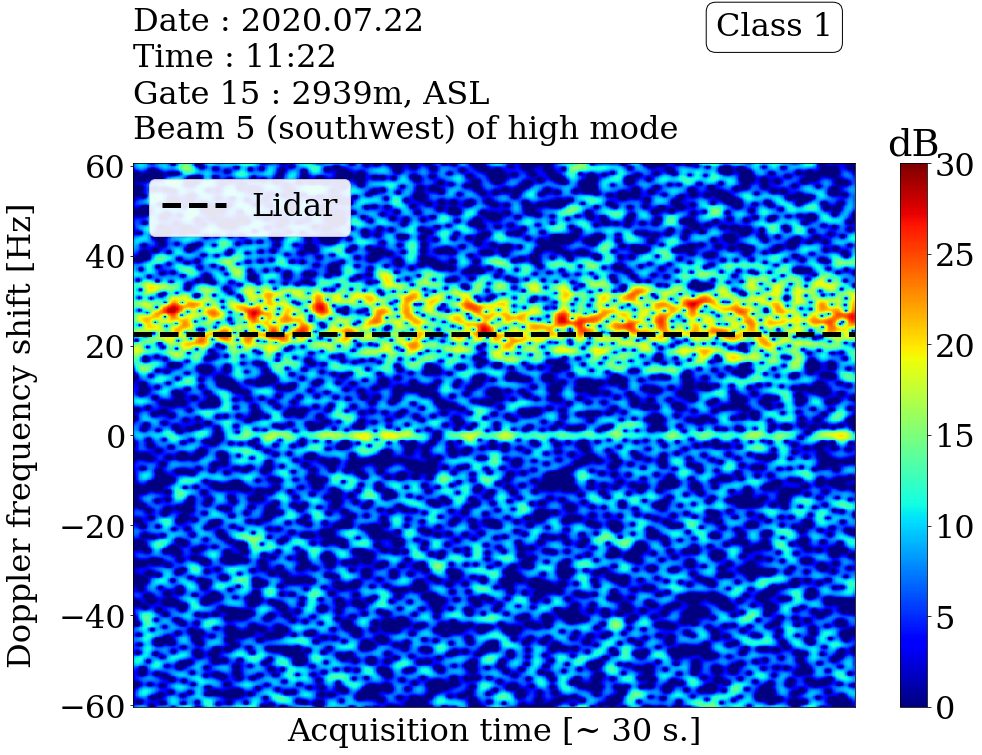 Date : 2020.07.22
Time : 11:22
Gate 15 : 2939m, ASL
Beam 5 (southwest) of high mode
Class 1
dB
Lidar
Doppler frequency shift [Hz]
60
40
20
0
−20
−40
−60
30
25
20
15
10
5
0
Acquisition time [~ 30 s.]